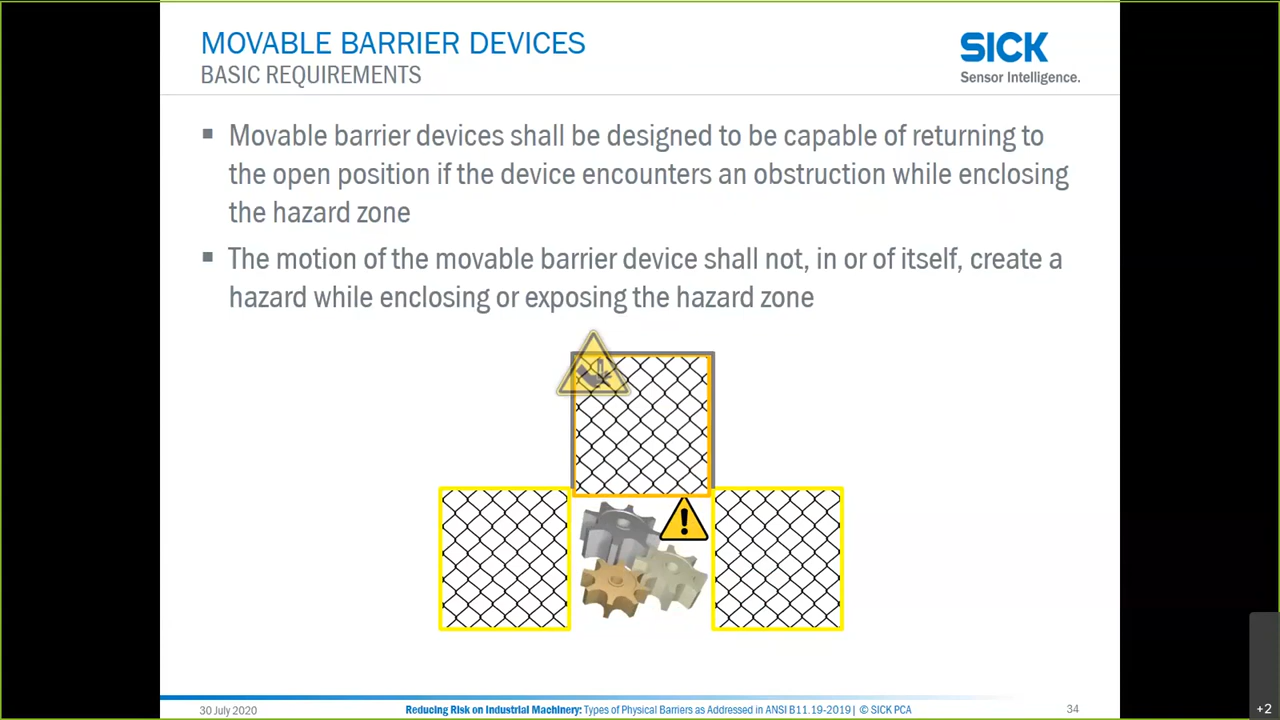 MOVABLE BARRIER DEVICES
BASIC REQUIREMENTS
SICK
Sensor Intelligence.
▪ Movable barrier devices shall be designed to be capable of returning to
the open position if the device encounters an obstruction while enclosing
the hazard zone
▪ The motion of the movable barrier device shall not, in or of itself, create a
hazard while enclosing or exposing the hazard zone
!
30 July 2020
Reducing Risk on Industrial Machinery: Types of Physical Barriers as Addressed in ANSI B11.19-2019| © SICK PCA
34
+2